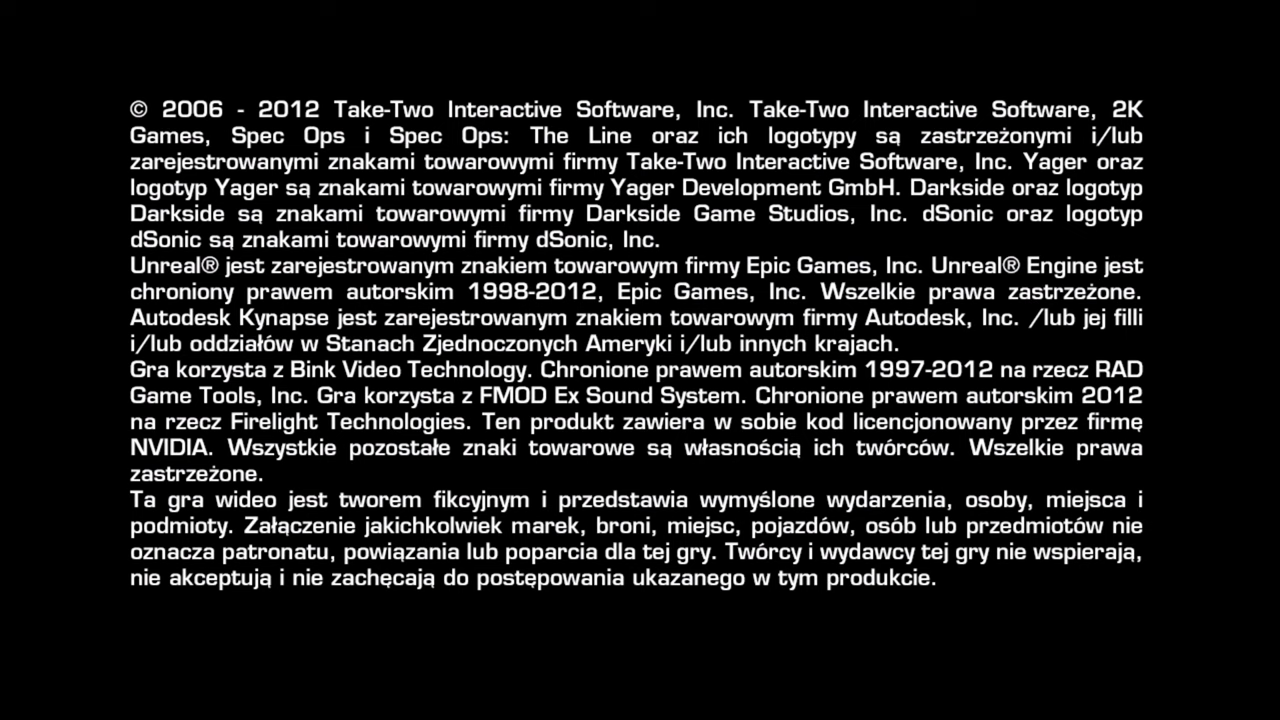 © 2006 - 2012 Take-Two Interactive Software, Inc. Take-Two Interactive Software, 2K
Games, Spec Ops i Spec Ops: The Line oraz ich logotypy są zastrzeżonymi i/lub
zarejestrowanymi znakami towarowymi firmy Take-Two Interactive Software, Inc. Yager oraz
logotyp Yager są znakami towarowymi firmy Yager Development GmbH. Darkside oraz logotyp
Darkside są znakami towarowymi firmy Darkside Game Studios, Inc. dSonic oraz logotyp
dSonic są znakami towarowymi firmy dSonic, Inc.
Unreal® jest zarejestrowanym znakiem towarowym firmy Epic Games, Inc. Unreal® Engine jest
chroniony prawem autorskim 1998-2012, Epic Games, Inc. Wszelkie prawa zastrzeżone.
Autodesk Kynapse jest zarejestrowanym znakiem towarowym firmy Autodesk, Inc. /lub jej filli
i/lub oddziałów w Stanach Zjednoczonych Ameryki i/lub innych krajach.
Gra korzysta z Bink Video Technology. Chronione prawem autorskim 1997-2012 na rzecz RAD
Game Tools, Inc. Gra korzysta z FMOD Ex Sound System. Chronione prawem autorskim 2012
na rzecz Firelight Technologies. Ten produkt zawiera w sobie kod licencjonowany przez firmę
NVIDIA. Wszystkie pozostałe znaki towarowe są własnością ich twórców. Wszelkie prawa
zastrzeżone.
Ta gra wideo jest tworem fikcyjnym i przedstawia wymyślone wydarzenia, osoby, miejsca i
podmioty. Załączenie jakichkolwiek marek, broni, miejsc, pojazdów, osób lub przedmiotów nie
oznacza patronatu, powiązania lub poparcia dla tej gry. Twórcy i wydawcy tej gry nie wspierają,
nie akceptują i nie zachęcają do postępowania ukazanego w tym produkcie.